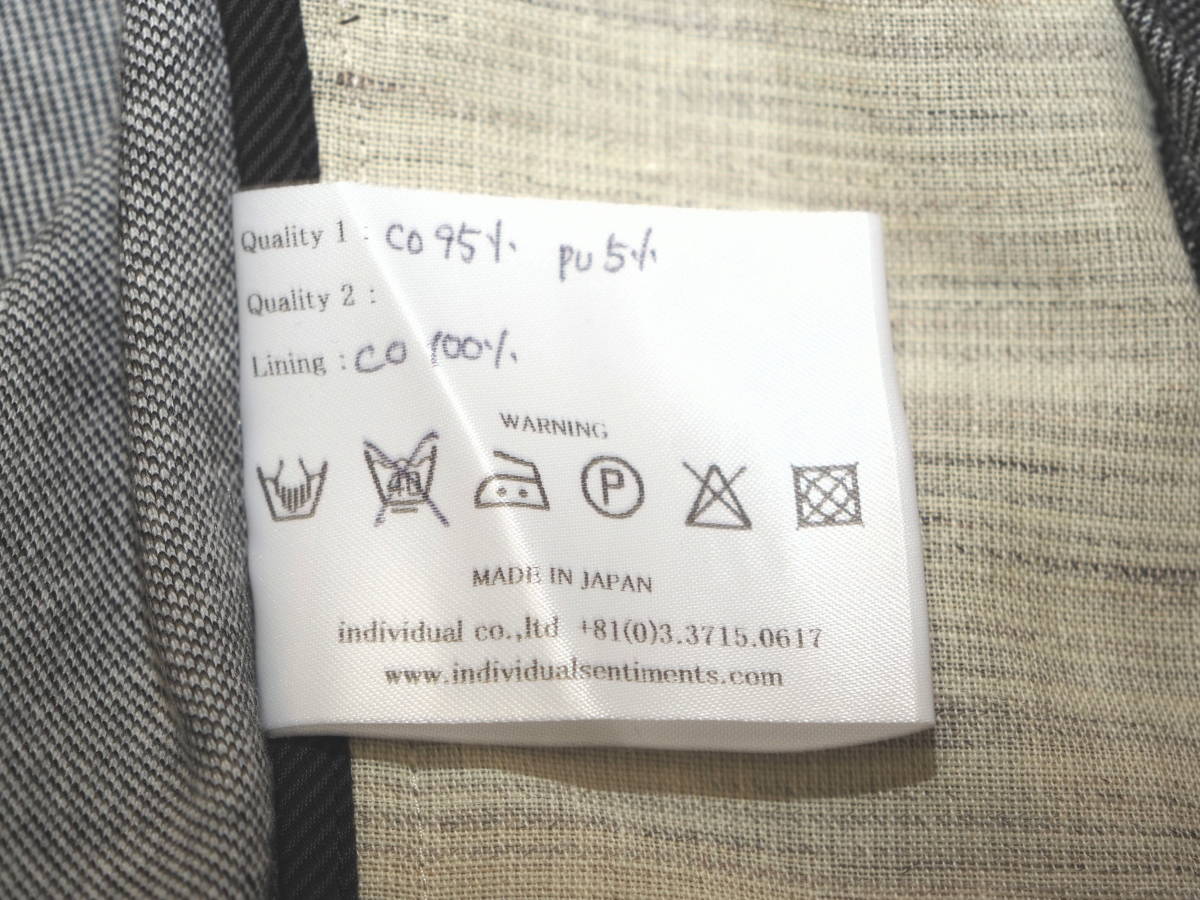 Quality 1 : CO 95% PU 5%
Quality 2 :
Lining : CO 100%
WARNING
P
MADE IN JAPAN
individual co.,ltd +81(0)3.3715.0617
www.individualsentiments.com